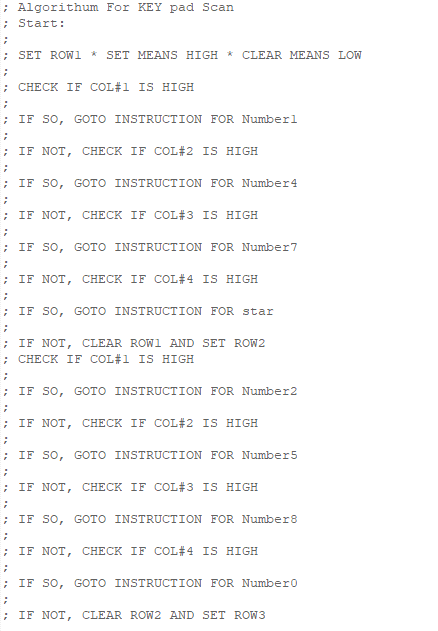 ; Algorithum For KEY pad Scan
; Start:
;
; SET ROW1 * SET MEANS HIGH * CLEAR MEANS LOW
;
; CHECK IF COL#1 IS HIGH
;
; IF SO, GOTO INSTRUCTION FOR Number1
;
; IF NOT, CHECK IF COL#2 IS HIGH
;
; IF SO, GOTO INSTRUCTION FOR Number4
;
; IF NOT, CHECK IF COL#3 IS HIGH
;
; IF SO, GOTO INSTRUCTION FOR Number7
;
; IF NOT, CHECK IF COL#4 IS HIGH
;
; IF SO, GOTO INSTRUCTION FOR star
;
; IF NOT, CLEAR ROW1 AND SET ROW2
; CHECK IF COL#1 IS HIGH
;
; IF SO, GOTO INSTRUCTION FOR Number2
;
; IF NOT, CHECK IF COL#2 IS HIGH
;
; IF SO, GOTO INSTRUCTION FOR Number5
;
; IF NOT, CHECK IF COL#3 IS HIGH
;
; IF SO, GOTO INSTRUCTION FOR Number8
;
; IF NOT, CHECK IF COL#4 IS HIGH
;
; IF SO, GOTO INSTRUCTION FOR Number0
;
; IF NOT, CLEAR ROW2 AND SET ROW3